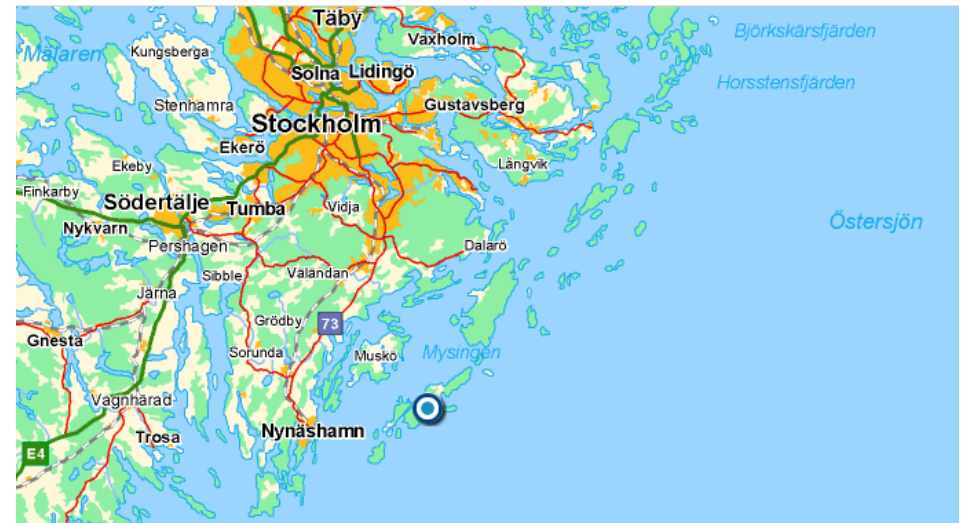 Täby
Vaxholm
Björkskärsfjärden
Mälaren
Kungsberga
Solna
Lidingö
Horsstensfjärden
Stenhamra
Gustavsberg
Stockholm
Ekerö
Ekeby
Långvik
Finkarby
Södertälje
Tumba
Vidja
Nykvarn
Östersjön
Pershagen
Dalarö
Sibble
Välandan
Järna
Grödby
73
Gnesta
Sorunda
Muskö
Mysingen
Vagnhärad
Trosa
Nynäshamn
E4